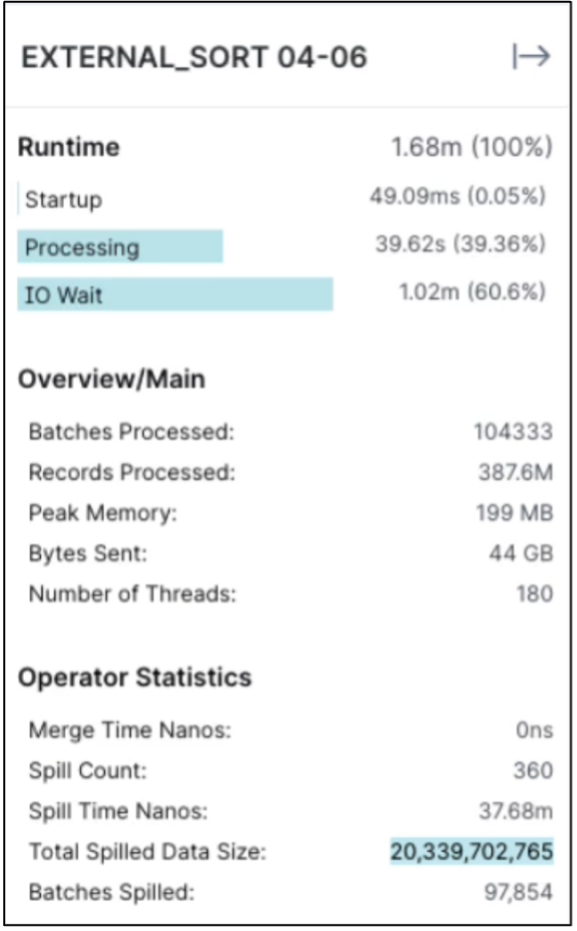 EXTERNAL_SORT 04-06
Runtime 1.68m (100%)
Startup 49.09ms (0.05%)
Processing 39.62s (39.36%)
IO Wait 1.02m (60.6%)
Overview/Main
Batches Processed: 104333
Records Processed: 387.6M
Peak Memory: 199 MB
Bytes Sent: 44 GB
Number of Threads: 180
Operator Statistics
Merge Time Nanos: 0ns
Spill Count: 360
Spill Time Nanos: 37.68m
Total Spilled Data Size: 20,339,702,765
Batches Spilled: 97,854